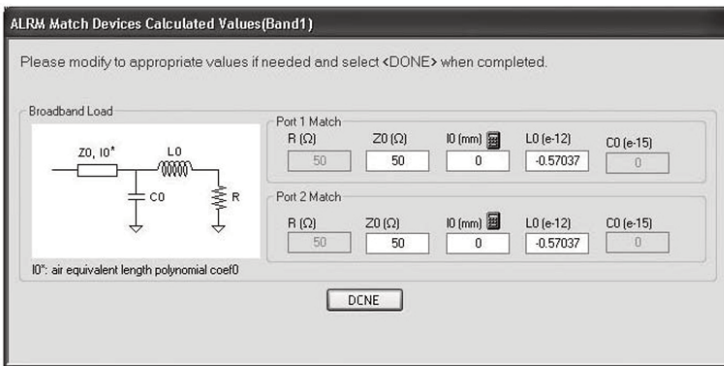 ALRM Match Devices Calculated Values(Band1)
Please modify to appropriate values if needed and select <DONE> when completed.
Broadband Load
Z0, l0*
L0
C0
R
l0*: air equivalent length polynomial coef0
Port 1 Match
R (Ω) Z0 (Ω) l0 (mm) L0 (e-12) C0 (e-15)
50 50 0 -0.57037 0
Port 2 Match
R (Ω) Z0 (Ω) l0 (mm) L0 (e-12) C0 (e-15)
50 50 0 -0.57037 0
DONE